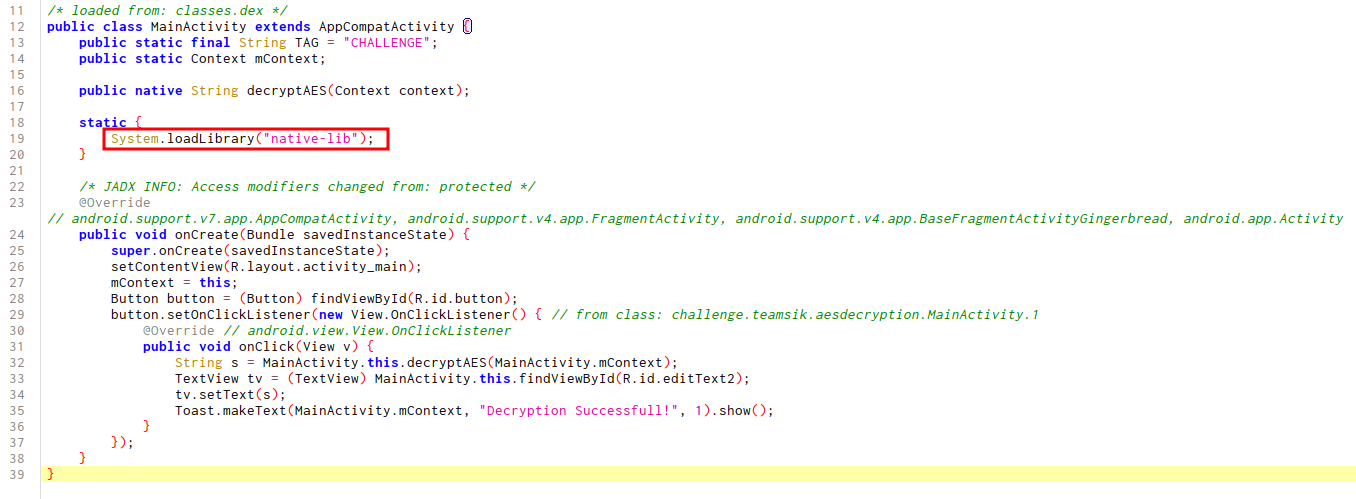 11 /* loaded from: classes.dex */
12 public class MainActivity extends AppCompatActivity {
13     public static final String TAG = "CHALLENGE";
14     public static Context mContext;
15
16     public native String decryptAES(Context context);
17
18     static {
19         System.loadLibrary("native-lib");
20     }
21
22     /* JADX INFO: Access modifiers changed from: protected */
23     @Override
// android.support.v7.app.AppCompatActivity, android.support.v4.app.FragmentActivity, android.support.v4.app.BaseFragmentActivityGingerbread, android.app.Activity
24     public void onCreate(Bundle savedInstanceState) {
25         super.onCreate(savedInstanceState);
26         setContentView(R.layout.activity_main);
27         mContext = this;
28         Button button = (Button) findViewById(R.id.button);
29         button.setOnClickListener(new View.OnClickListener() { // from class: challenge.teamsik.aesdecryption.MainActivity.1
30             @Override // android.view.View.OnClickListener
31             public void onClick(View v) {
32                 String s = MainActivity.this.decryptAES(MainActivity.mContext);
33                 TextView tv = (TextView) MainActivity.this.findViewById(R.id.editText2);
34                 tv.setText(s);
35                 Toast.makeText(MainActivity.mContext, "Decryption Successfull!", 1).show();
36             }
37         });
38     }
39 }